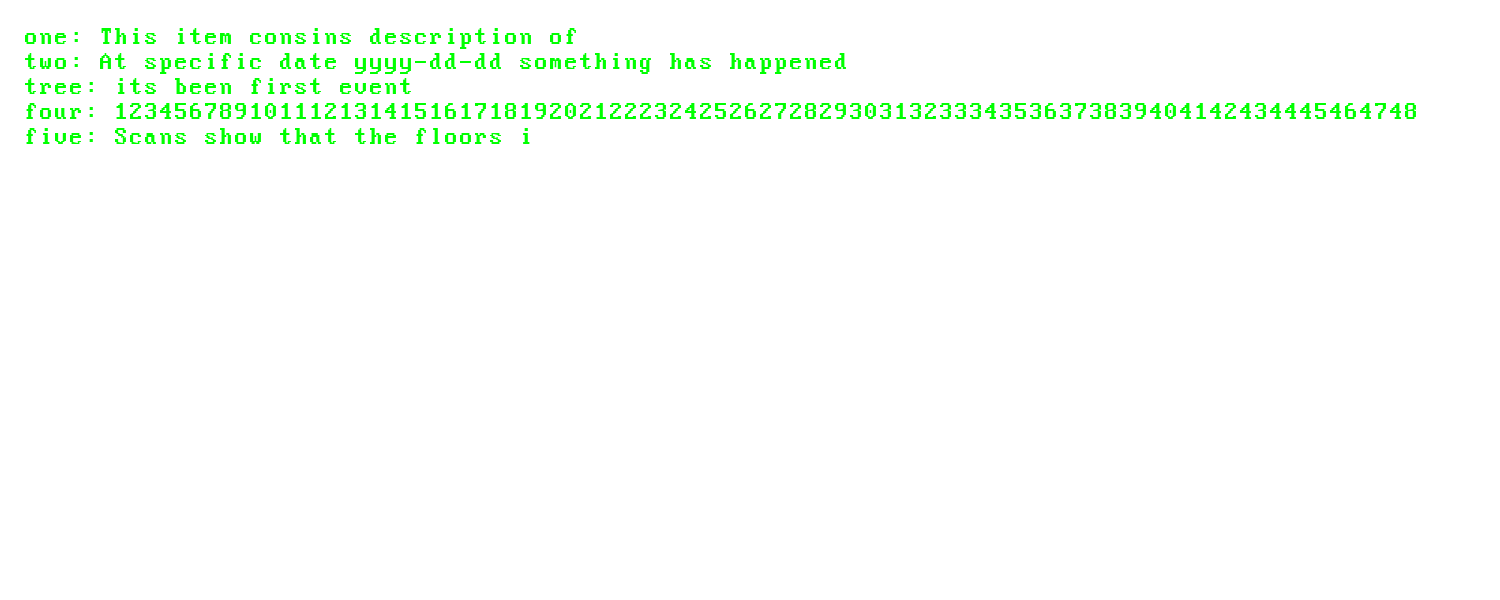 one: This item consins description of
two: At specific date yyyy-dd-dd something has happened
tree: its been first event
four: 123456789101112131415161718192021222324252627282930313233343536373839404142434445464748
five: Scans show that the floors i